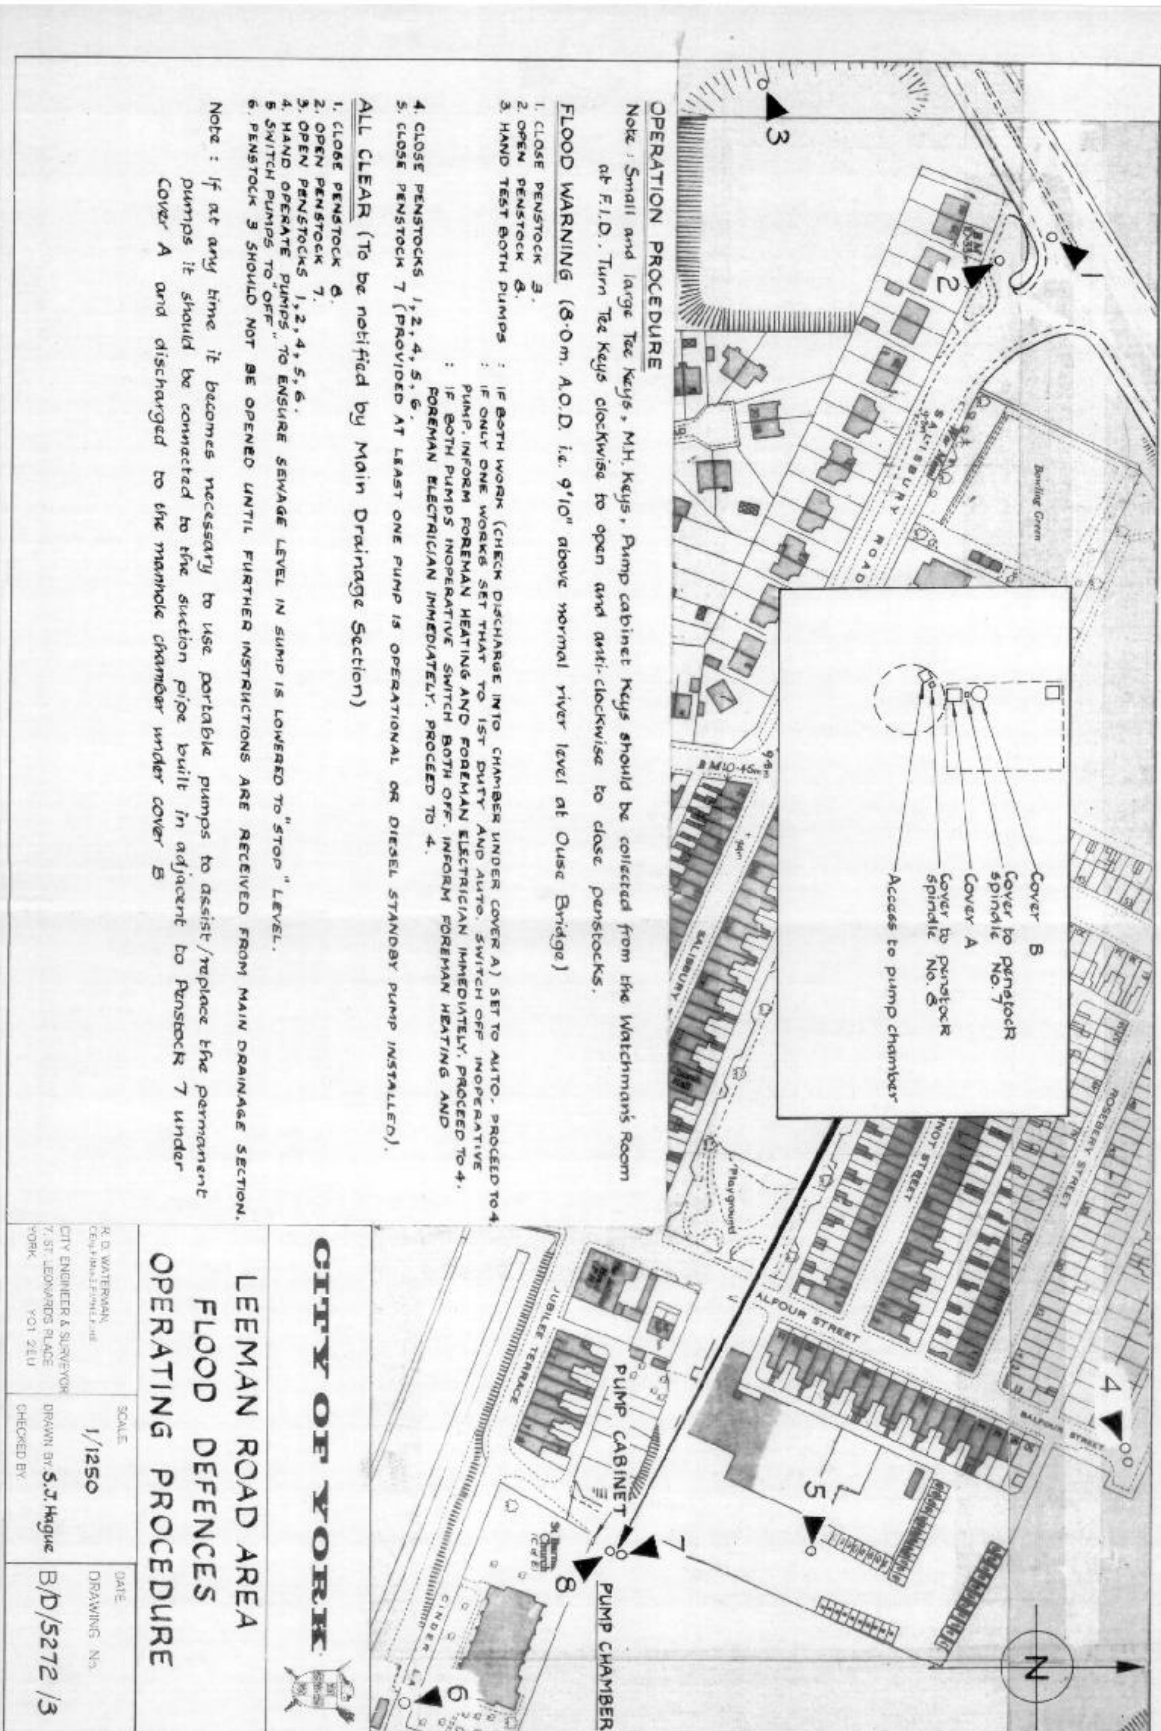 OPERATION PROCEDURE
Note : Small and large Tee Keys, M.H. Keys, Pump cabinet Keys should be collected from the Watchman's Room
at F.I.D. Turn Tee Keys clockwise to open and anti-clockwise to close penstocks.
FLOOD WARNING (8·0m. A.O.D. i.e. 9'10" above normal river level at Ouse Bridge)
1. CLOSE PENSTOCK 3.
2. OPEN PENSTOCK 8.
3. HAND TEST BOTH PUMPS : IF BOTH WORK (CHECK DISCHARGE INTO CHAMBER UNDER COVER A) SET TO AUTO. PROCEED TO 4.
: IF ONLY ONE WORKS SET THAT TO 1ST DUTY AND AUTO. SWITCH OFF INOPERATIVE
PUMP. INFORM FOREMAN HEATING AND FOREMAN ELECTRICIAN IMMEDIATELY. PROCEED TO 4.
: IF BOTH PUMPS INOPERATIVE SWITCH BOTH OFF. INFORM FOREMAN HEATING AND
FOREMAN ELECTRICIAN IMMEDIATELY. PROCEED TO 4.
4. CLOSE PENSTOCKS 1, 2, 4, 5, 6.
5. CLOSE PENSTOCK 7 (PROVIDED AT LEAST ONE PUMP IS OPERATIONAL OR DIESEL STANDBY PUMP INSTALLED).
ALL CLEAR (To be notified by Main Drainage Section)
1. CLOSE PENSTOCK 8.
2. OPEN PENSTOCK 7.
3. OPEN PENSTOCKS 1, 2, 4, 5, 6.
4. HAND OPERATE PUMPS TO ENSURE SEWAGE LEVEL IN SUMP IS LOWERED TO "STOP" LEVEL.
5 SWITCH PUMPS TO "OFF"
6. PENSTOCK 3 SHOULD NOT BE OPENED UNTIL FURTHER INSTRUCTIONS ARE RECEIVED FROM MAIN DRAINAGE SECTION.
Note : If at any time it becomes necessary to use portable pumps to assist/replace the permanent
pumps it should be connected to the suction pipe built in adjacent to Penstock 7 under
Cover A and discharged to the manhole chamber under cover B
Cover B
Cover to penstock
spindle No. 7
Cover A
Cover to penstock
spindle No. 8
Access to pump chamber
1
2
3
4
5
6
7
8
Bowling Green
SALISBURY ROAD
BM 10·46m
SALISBURY
ROSEBERY STREET
NOT STREET
ALFOUR STREET
BALFOUR STREET
Playground
JUBILEE TERRACE
PUMP CABINET
PUMP CHAMBER
Church
(C of E)
CINDER LA
N
CITY OF YORK
LEEMAN ROAD AREA
FLOOD DEFENCES
OPERATING PROCEDURE
R. D. WATERMAN,
CITY ENGINEER & SURVEYOR
7, ST. LEONARD'S PLACE
YORK. YO1 2EU
SCALE
1/1250
DRAWN BY S.J. Hague
CHECKED BY
DATE
DRAWING No.
B/D/5272/3